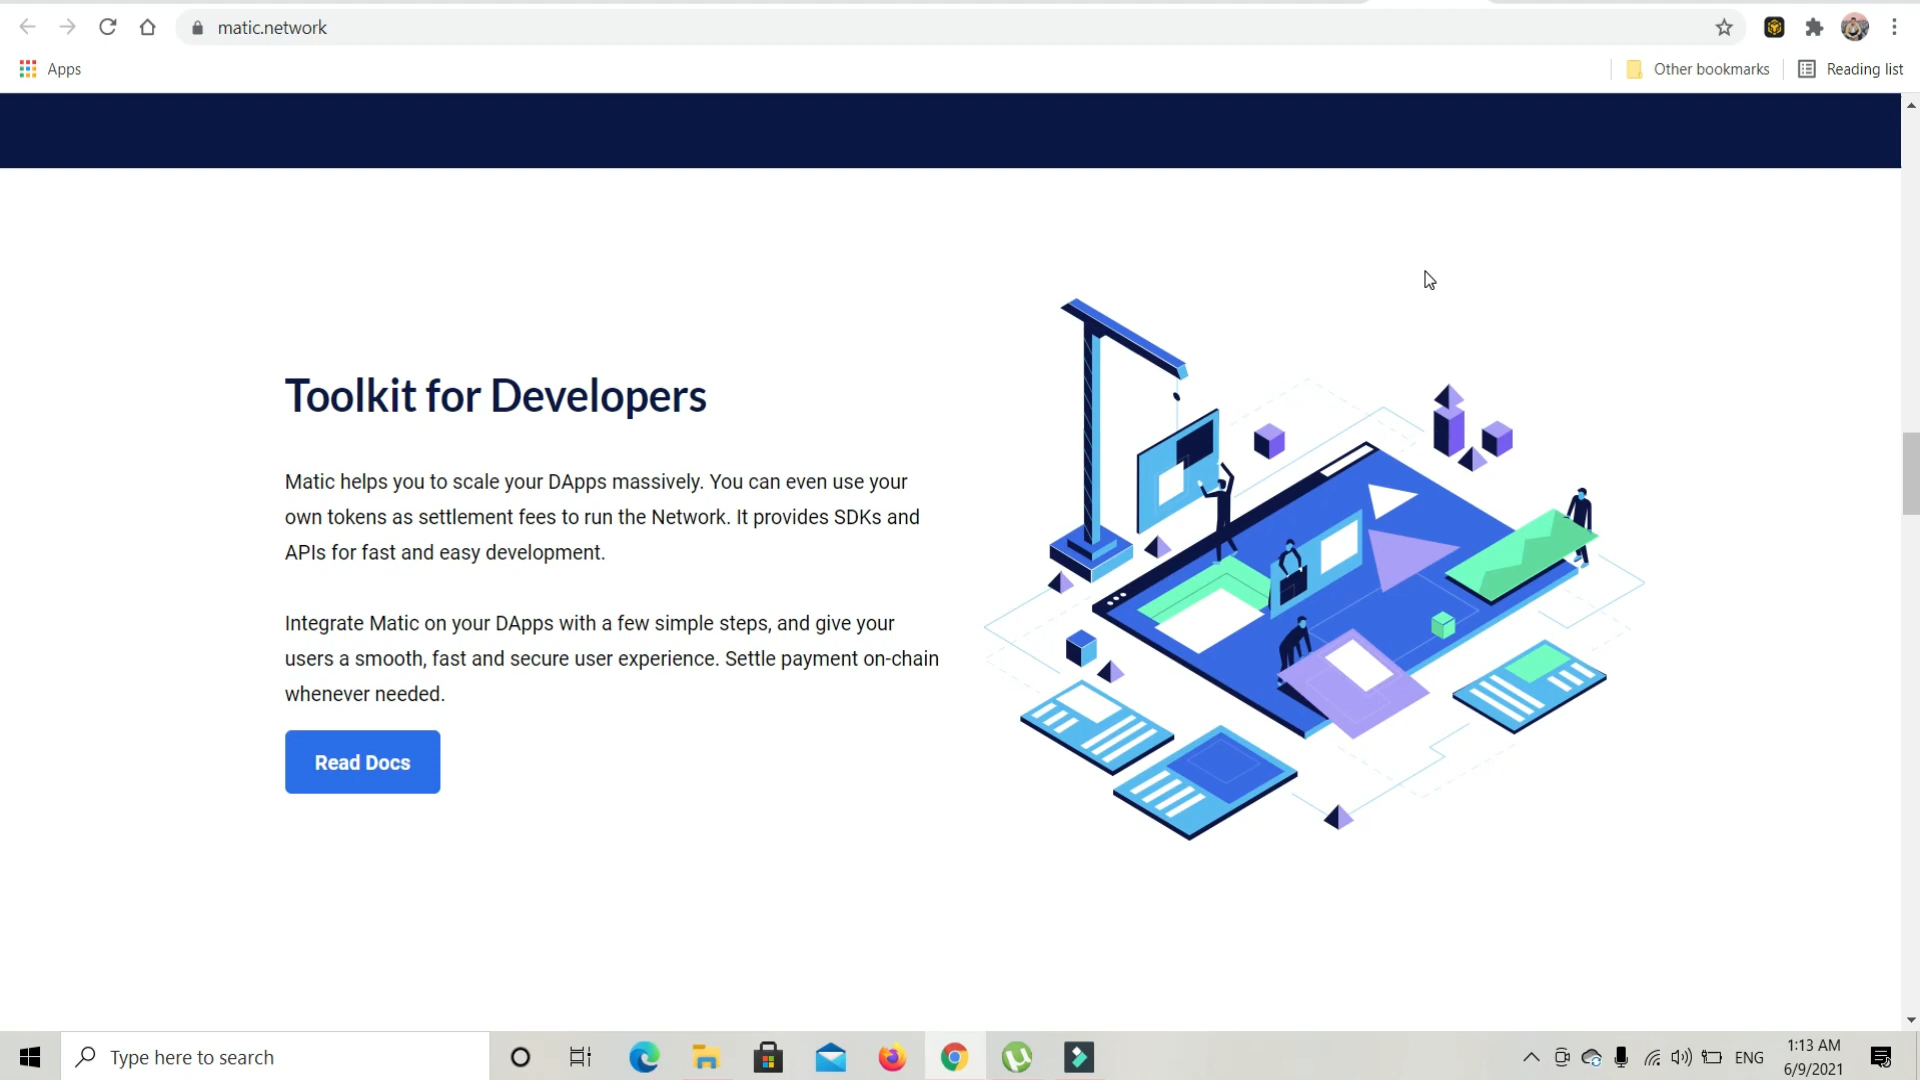 matic.network
Apps
Other bookmarks
Reading list
Toolkit for Developers
Matic helps you to scale your DApps massively. You can even use your
own tokens as settlement fees to run the Network. It provides SDKs and
APIs for fast and easy development.
Integrate Matic on your DApps with a few simple steps, and give your
users a smooth, fast and secure user experience. Settle payment on-chain
whenever needed.
Read Docs
Type here to search
ENG
1:13 AM
6/9/2021